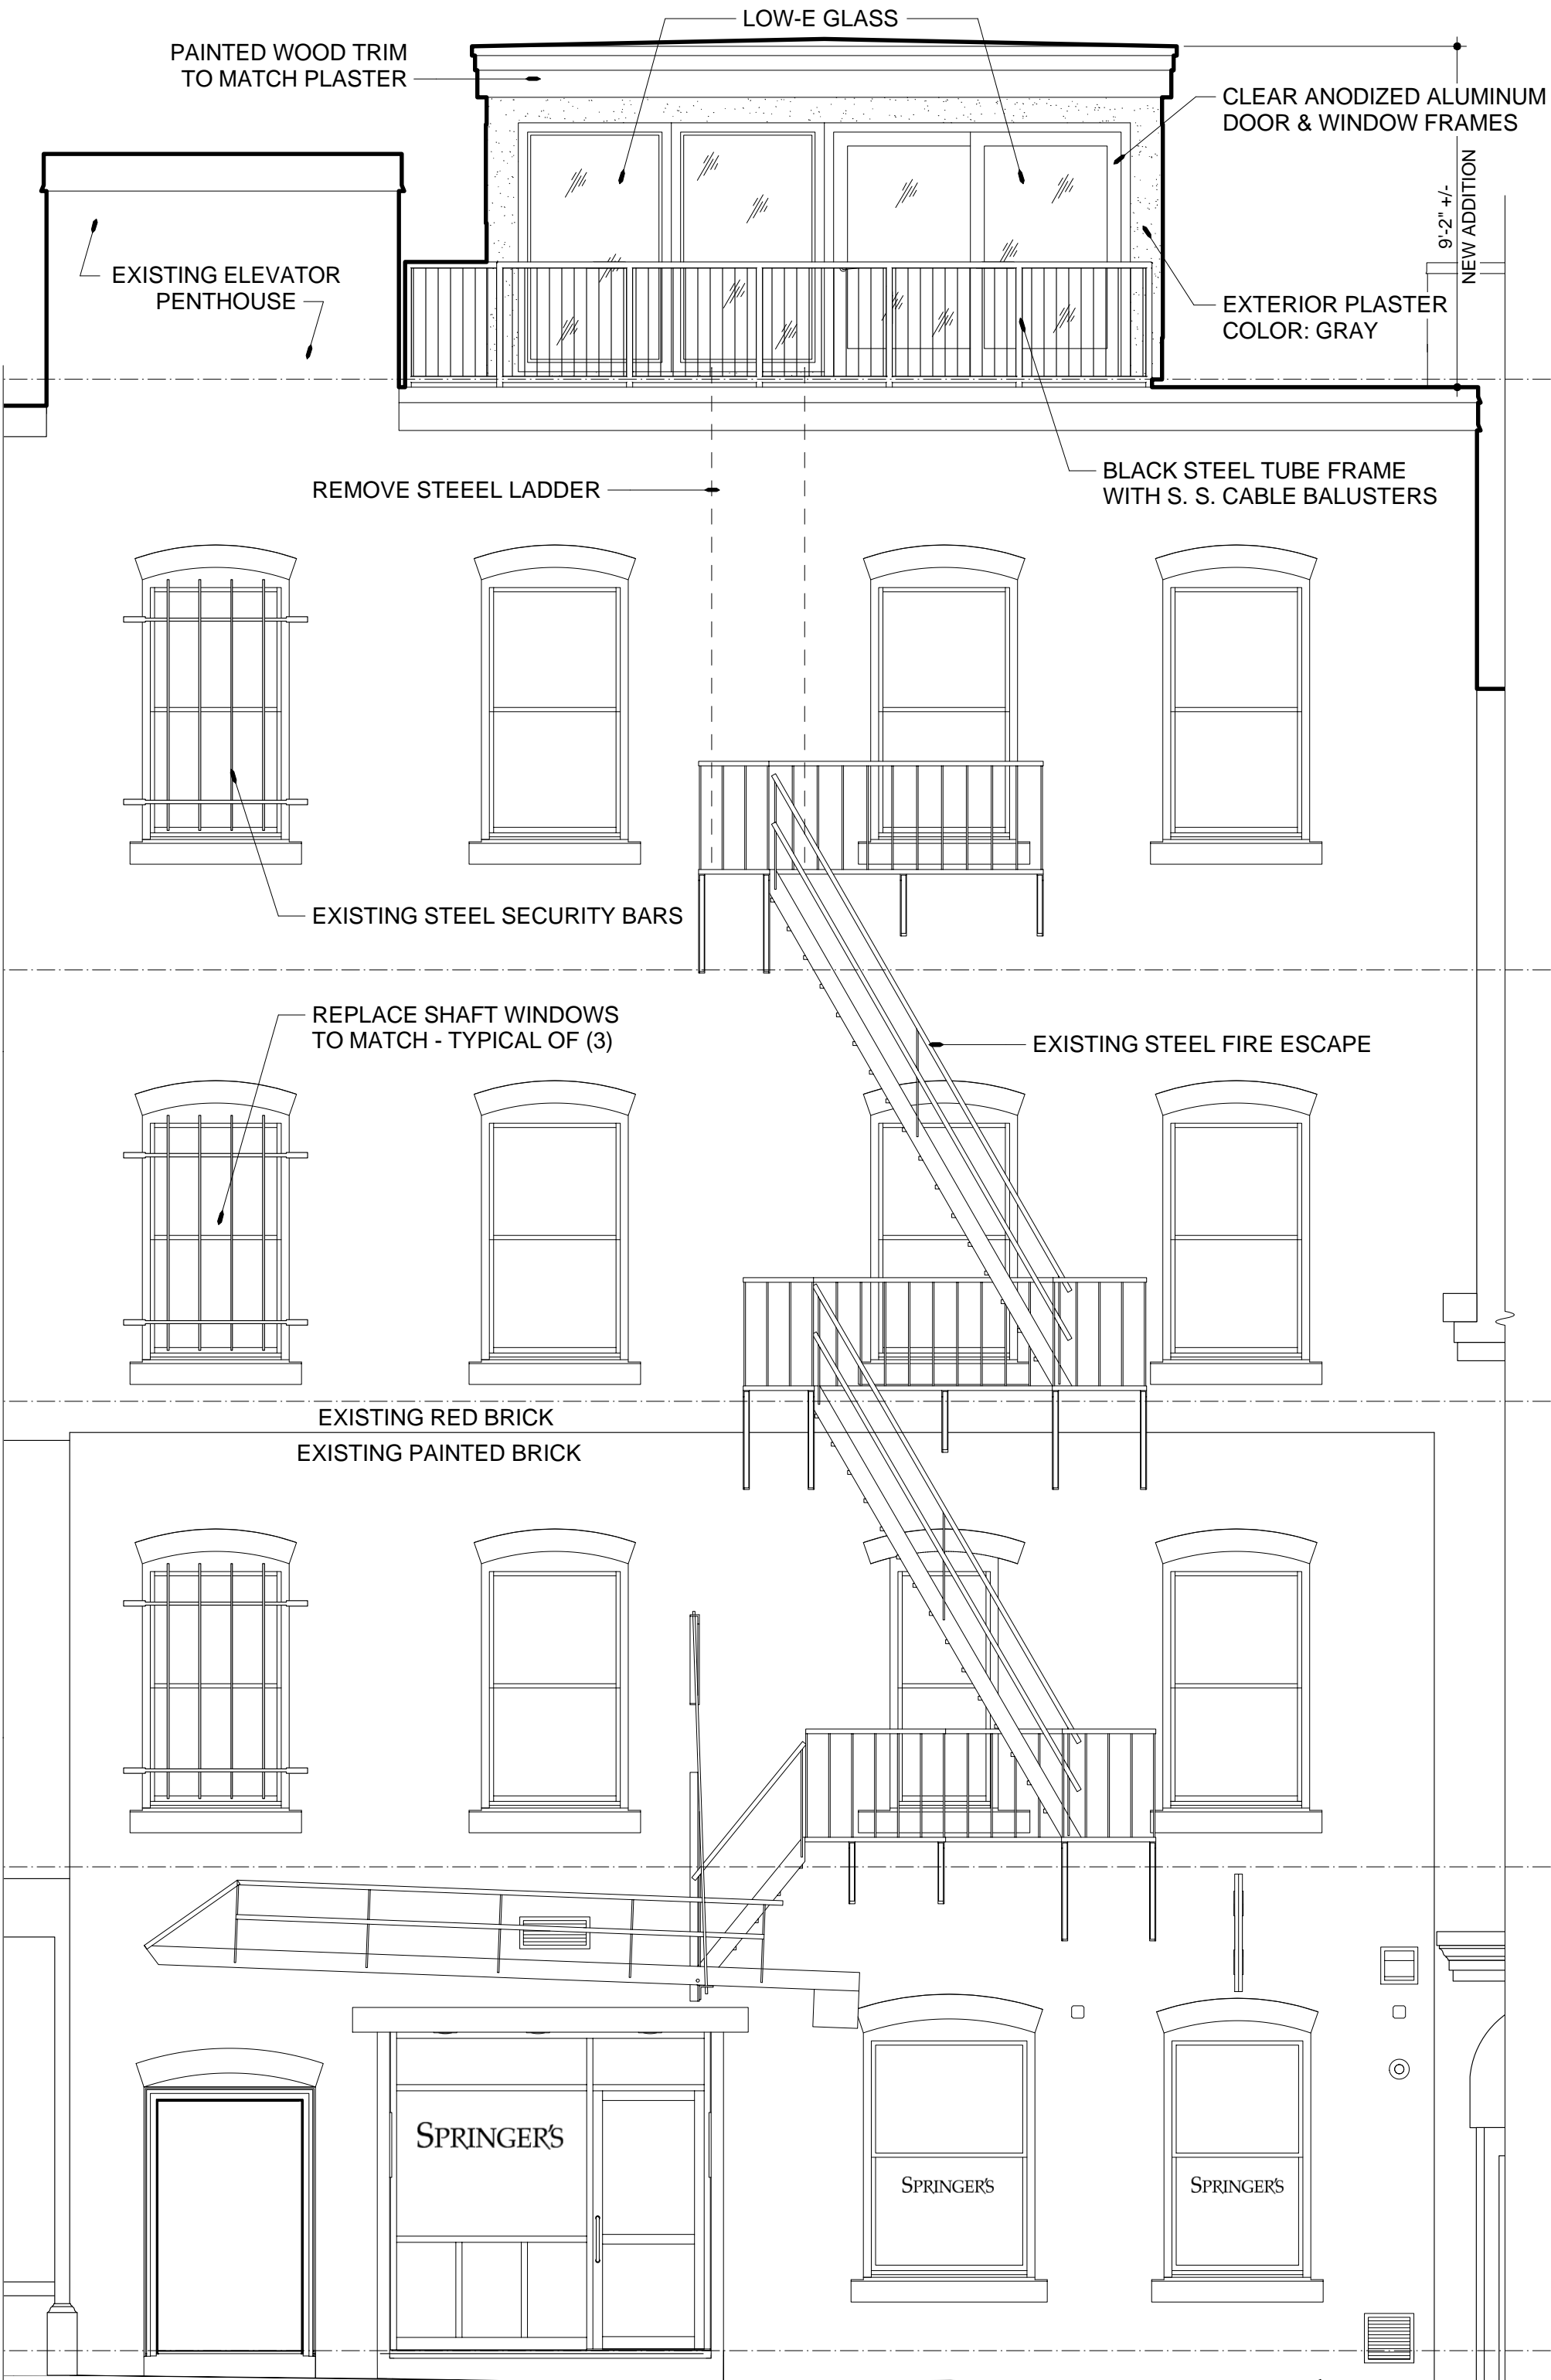 LOW-E GLASS
PAINTED WOOD TRIM
TO MATCH PLASTER
CLEAR ANODIZED ALUMINUM
DOOR & WINDOW FRAMES
9'-2" +/-
NEW ADDITION
EXISTING ELEVATOR
PENTHOUSE
EXTERIOR PLASTER
COLOR: GRAY
REMOVE STEEEL LADDER
BLACK STEEL TUBE FRAME
WITH S. S. CABLE BALUSTERS
EXISTING STEEL SECURITY BARS
REPLACE SHAFT WINDOWS
TO MATCH - TYPICAL OF (3)
EXISTING STEEL FIRE ESCAPE
EXISTING RED BRICK
EXISTING PAINTED BRICK
SPRINGER'S
SPRINGER'S
SPRINGER'S